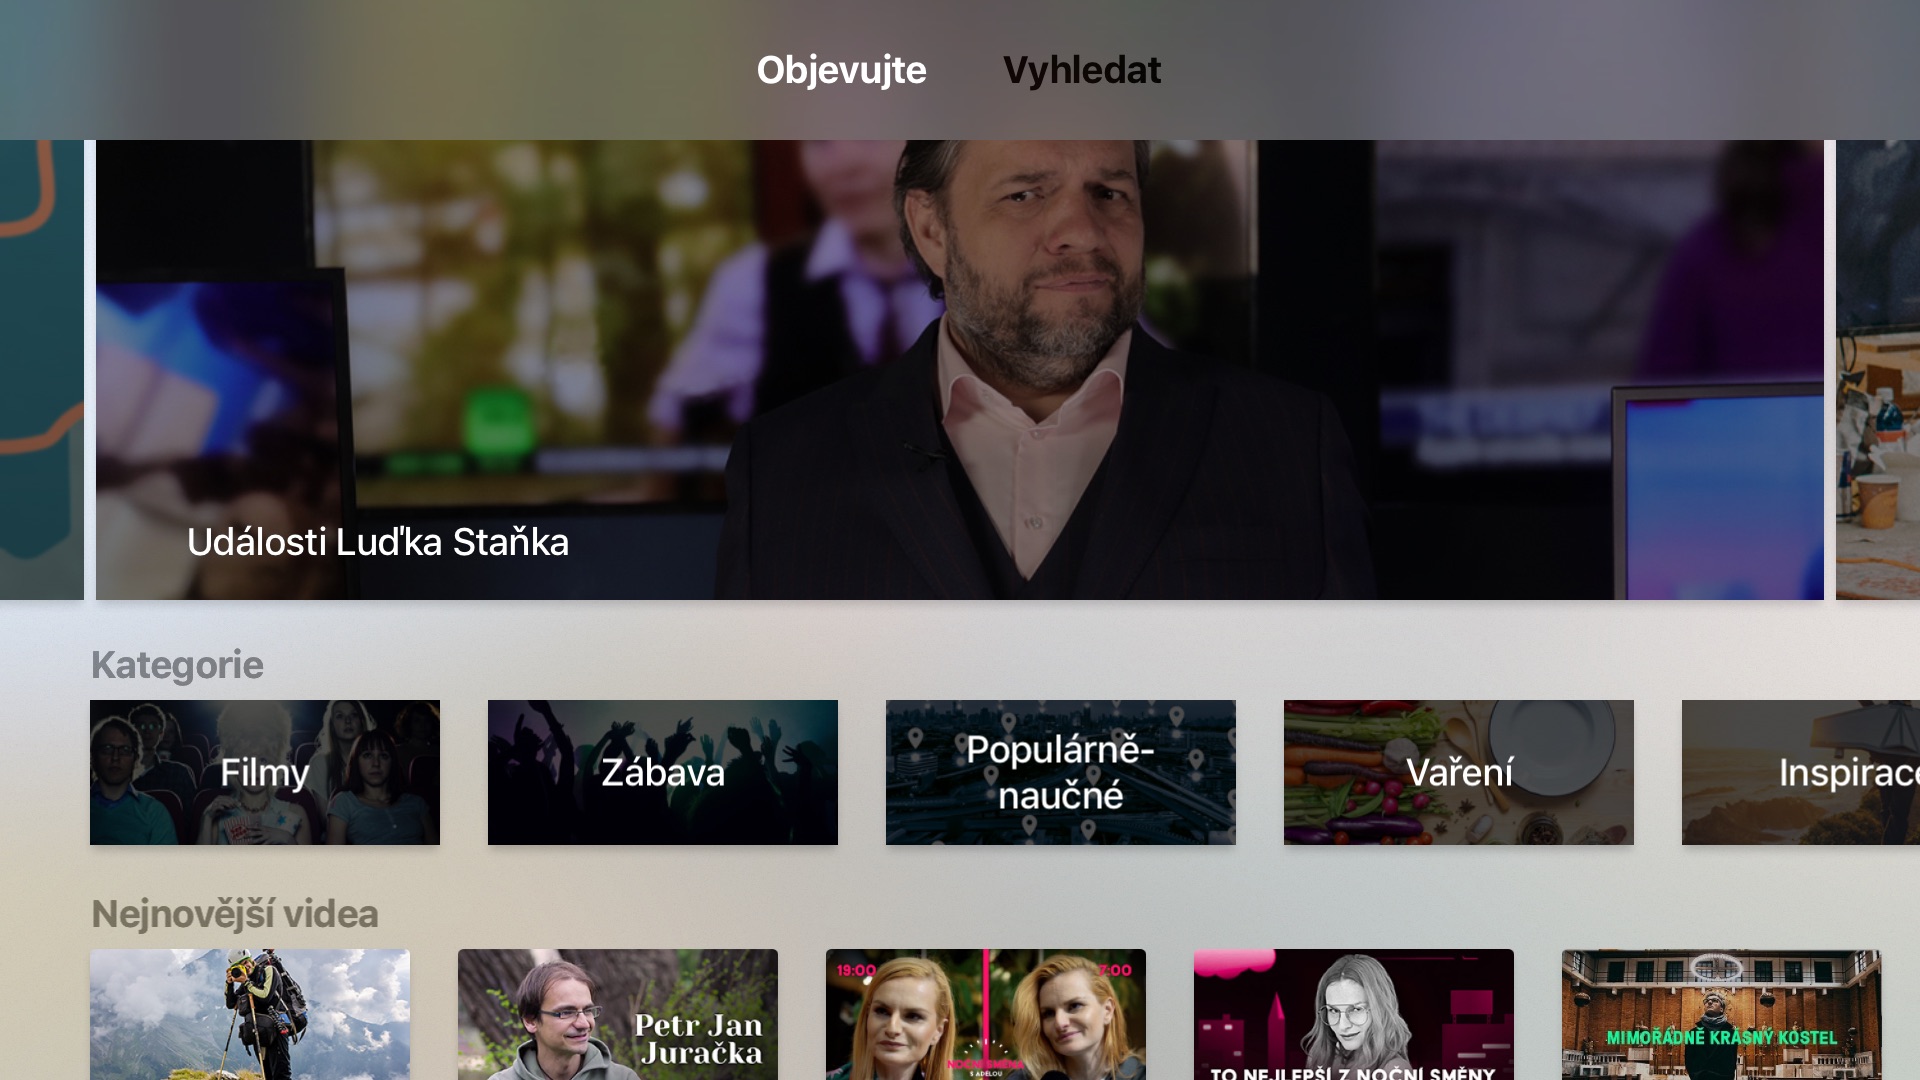 Objevujte Vyhledat
Události Luďka Staňka
Kategorie
Filmy
Zábava
Populárně-
naučné
Vaření
Inspirace
Nejnovější videa
Petr Jan
Juračka
19:00
7:00
NOČNÍ SMĚNA
S ADÉLOU
TO NEJLEPŠÍ Z NOČNÍ SMĚNY
MIMOŘÁDNĚ KRÁSNÝ KOSTEL